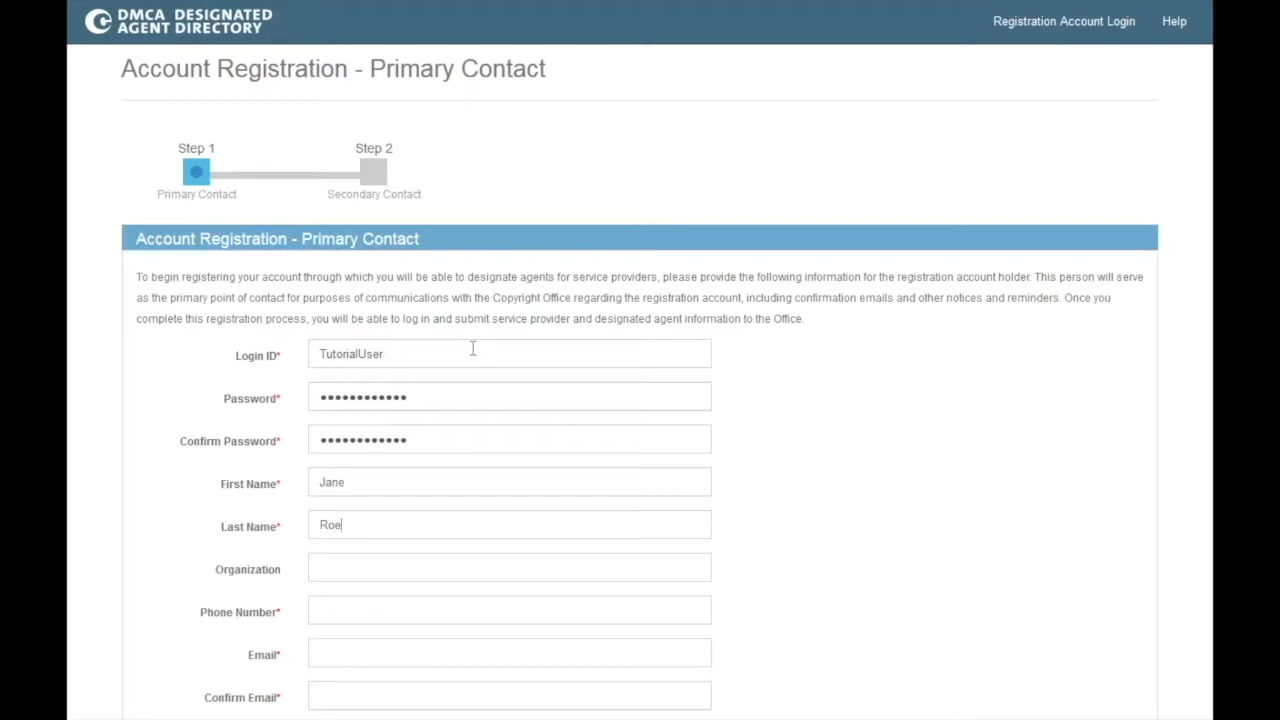 DMCA DESIGNATED
AGENT DIRECTORY
Registration Account Login
Help
Account Registration - Primary Contact
Step 1
Step 2
Primary Contact
Secondary Contact
Account Registration - Primary Contact
To begin registering your account through which you will be able to designate agents for service providers, please provide the following information for the registration account holder. This person will serve
as the primary point of contact for purposes of communications with the Copyright Office regarding the registration account, including confirmation emails and other notices and reminders. Once you
complete this registration process, you will be able to log in and submit service provider and designated agent information to the Office.
Login ID*
TutorialUser
Password*
••••••••••••
Confirm Password*
••••••••••••
First Name*
Jane
Last Name*
Roe
Organization
Phone Number*
Email*
Confirm Email*